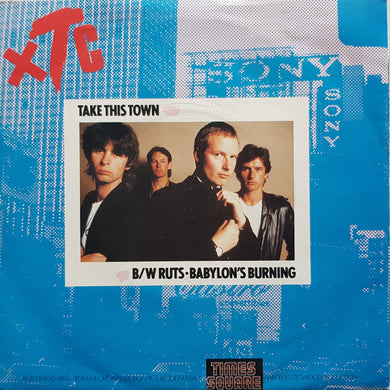 XTC
SONY
SONY
TAKE THIS TOWN
B/W RUTS·BABYLON'S BURNING
TIMES
SQUARE